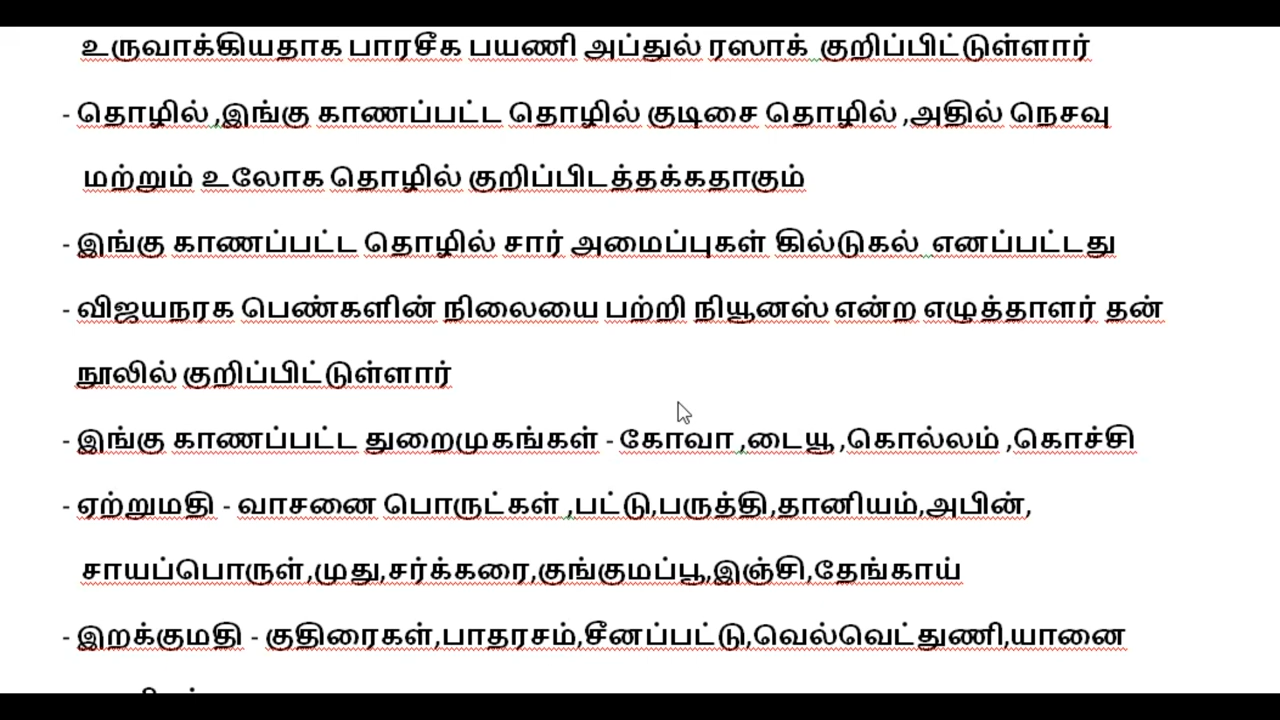 உருவாக்கியதாக பாரசீக பயணி அப்துல் ரஸாக் குறிப்பிட்டுள்ளார்
- தொழில் ,இங்கு காணப்பட்ட தொழில் குடிசை தொழில் ,அதில் நெசவு
மற்றும் உலோக தொழில் குறிப்பிடத்தக்கதாகும்
- இங்கு காணப்பட்ட தொழில் சார் அமைப்புகள் கில்டுகல் எனப்பட்டது
- விஜயநரக பெண்களின் நிலையை பற்றி நியூனஸ் என்ற எழுத்தாளர் தன்
நூலில் குறிப்பிட்டுள்ளார்
- இங்கு காணப்பட்ட துறைமுகங்கள் - கோவா ,டையூ ,கொல்லம் ,கொச்சி
- ஏற்றுமதி - வாசனை பொருட்கள் ,பட்டு,பருத்தி,தானியம்,அபின்,
சாயப்பொருள்,முது,சர்க்கரை,குங்குமப்பூ,இஞ்சி,தேங்காய்
- இறக்குமதி - குதிரைகள்,பாதரசம்,சீனப்பட்டு,வெல்வெட்துணி,யானை